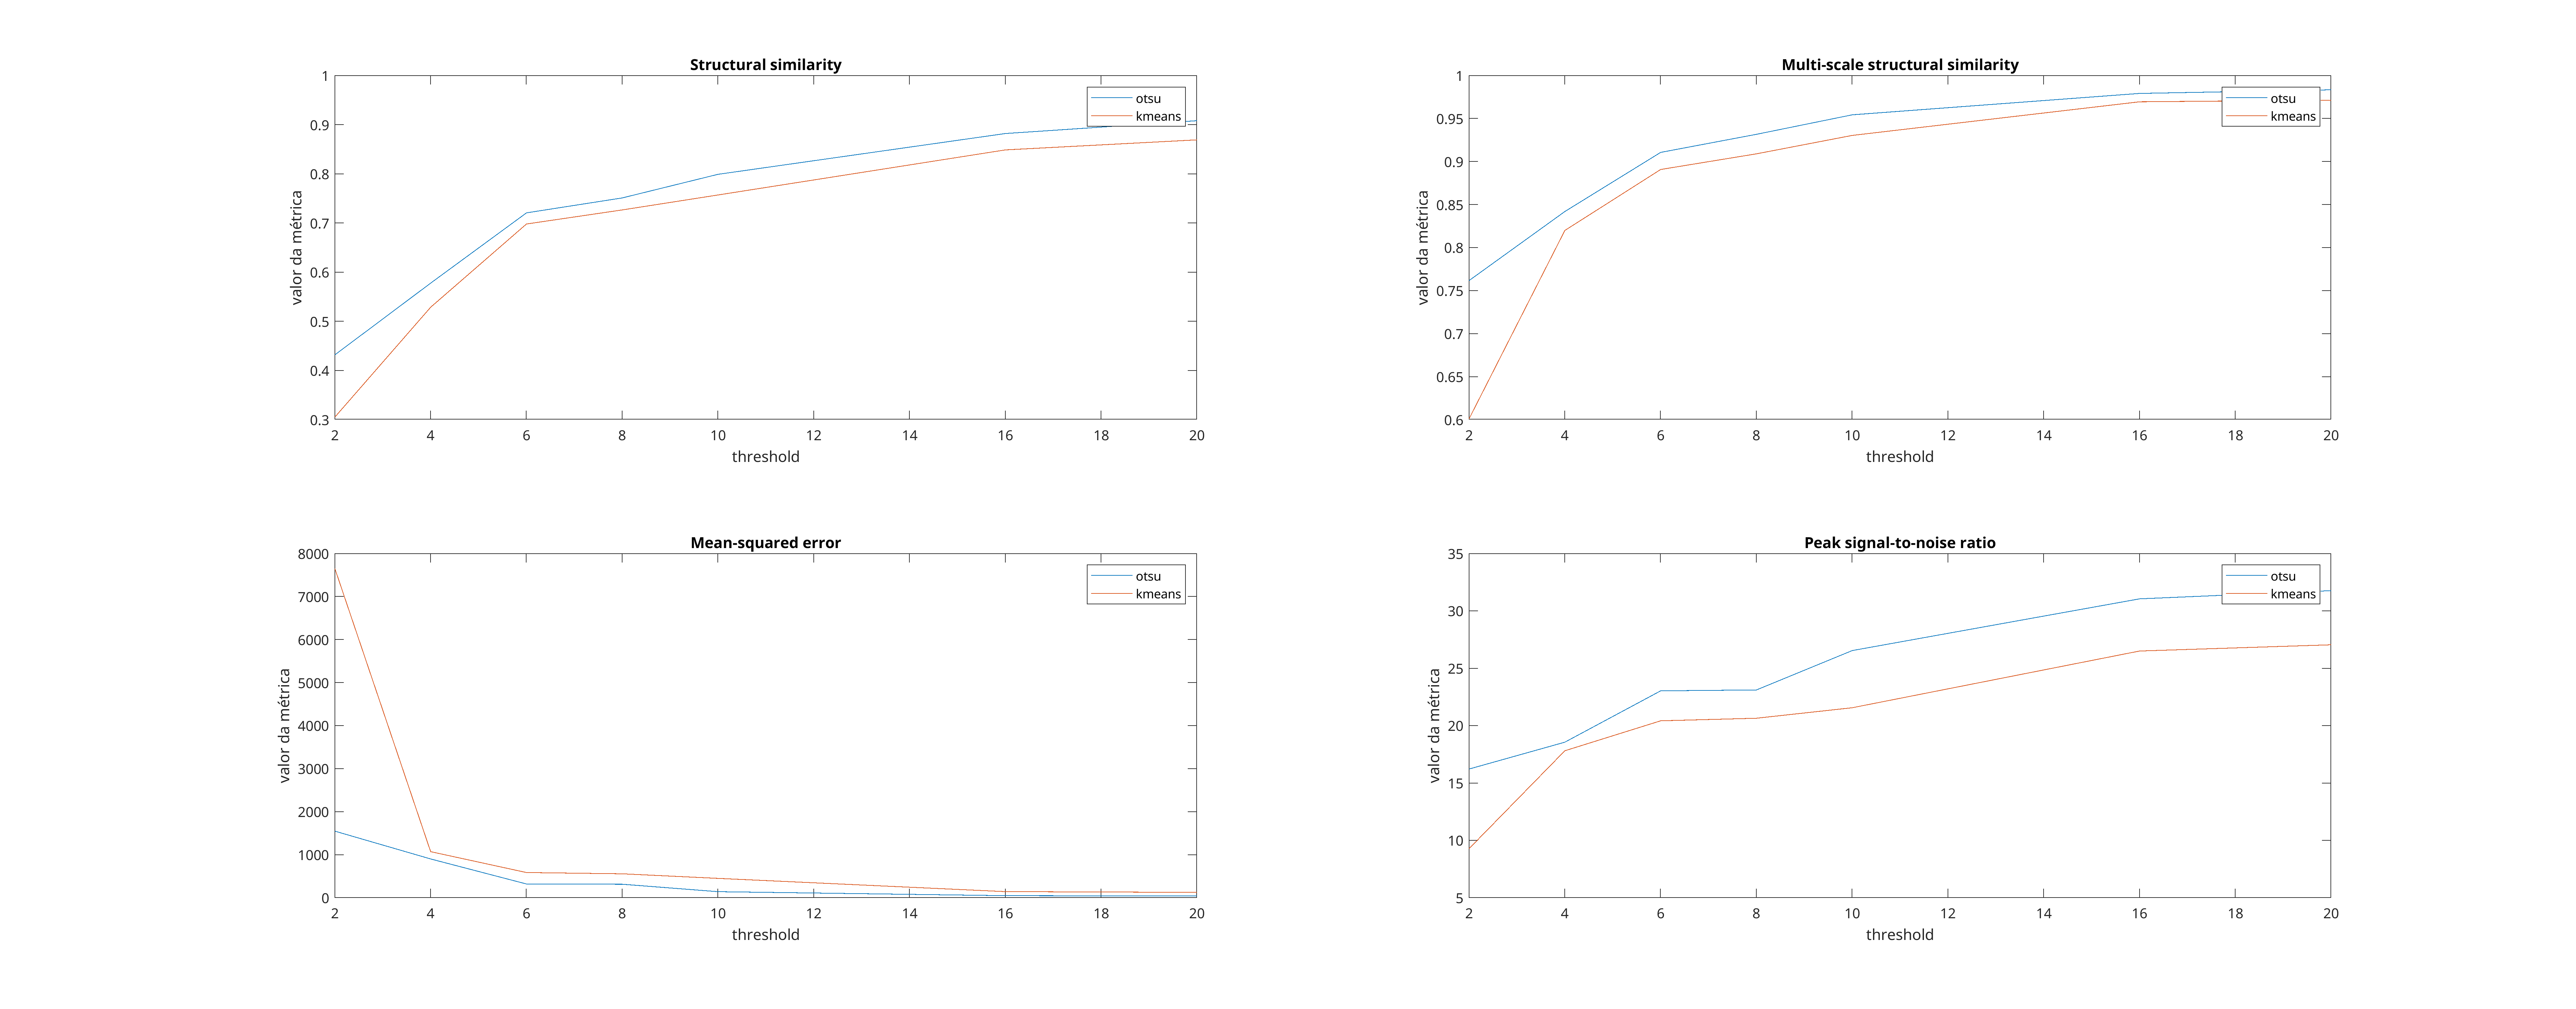 Structural similarity
1
0.9
0.8
0.7
0.6
0.5
0.4
0.3
valor da métrica
otsu
kmeans
2 4 6 8 10 12 14 16 18 20
threshold
Multi-scale structural similarity
1
0.95
0.9
0.85
0.8
0.75
0.7
0.65
0.6
valor da métrica
otsu
kmeans
2 4 6 8 10 12 14 16 18 20
threshold
Mean-squared error
8000
7000
6000
5000
4000
3000
2000
1000
0
valor da métrica
otsu
kmeans
2 4 6 8 10 12 14 16 18 20
threshold
Peak signal-to-noise ratio
35
30
25
20
15
10
5
valor da métrica
otsu
kmeans
2 4 6 8 10 12 14 16 18 20
threshold